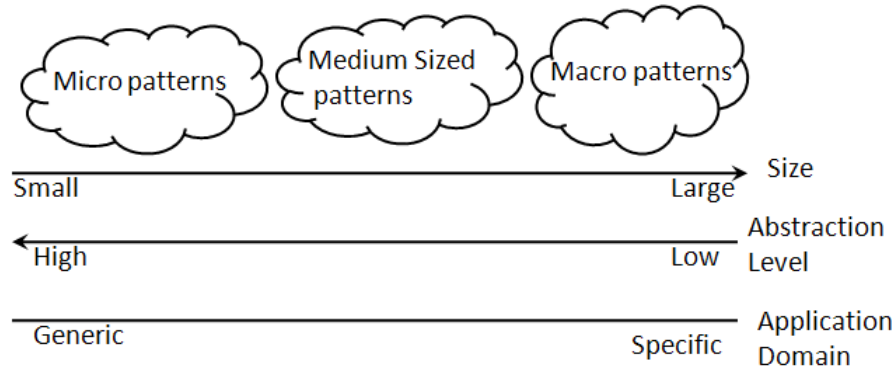 Micro patterns
Medium Sized
patterns
Macro patterns
Small
Large
Size
High
Low
Abstraction
Level
Generic
Specific
Application
Domain